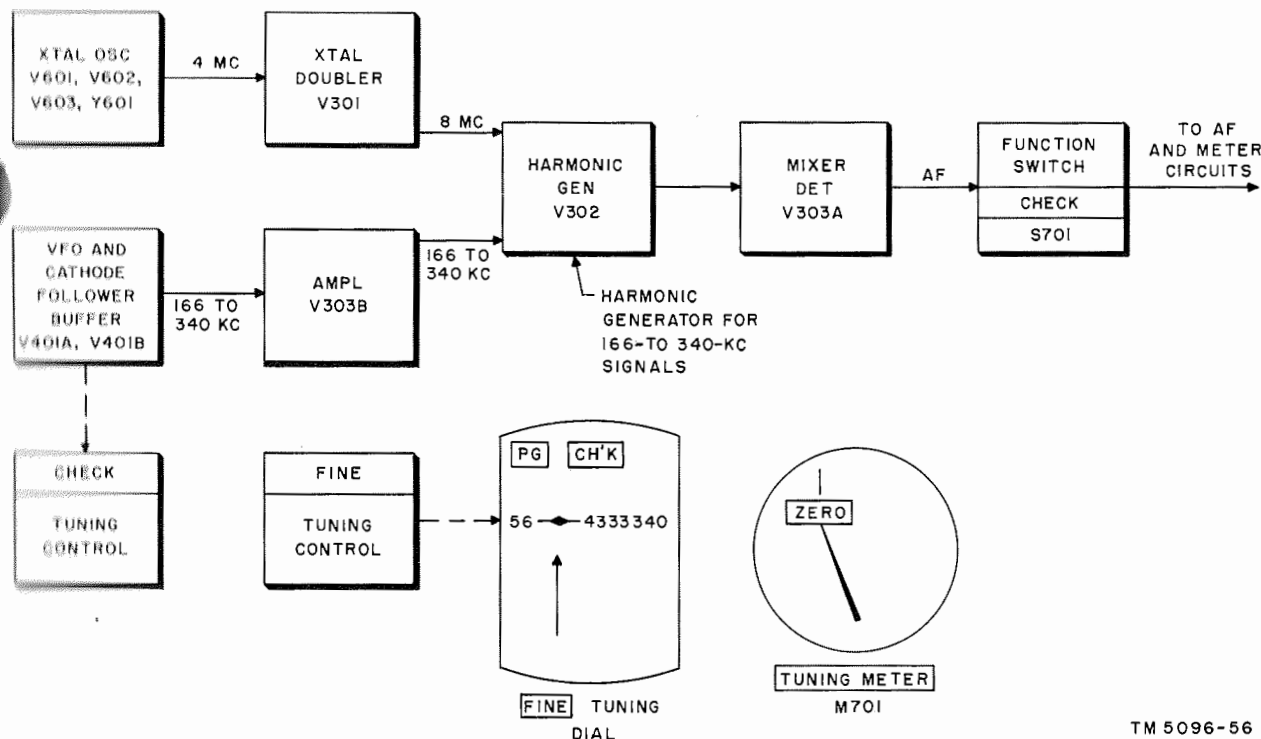 XTAL OSC
V601, V602,
V603, Y601
4 MC
XTAL
DOUBLER
V301
8 MC
HARMONIC
GEN
V302
MIXER
DET
V303A
AF
FUNCTION
SWITCH
CHECK
S701
TO AF
AND METER
CIRCUITS
VFO AND
CATHODE
FOLLOWER
BUFFER
V401A, V401B
166 TO
340 KC
AMPL
V303B
166 TO
340 KC
HARMONIC
GENERATOR FOR
166-TO 340-KC
SIGNALS
CHECK
TUNING
CONTROL
FINE
TUNING
CONTROL
PG CH'K
56 4333340
FINE TUNING
DIAL
ZERO
TUNING METER
M701
TM 5096-56